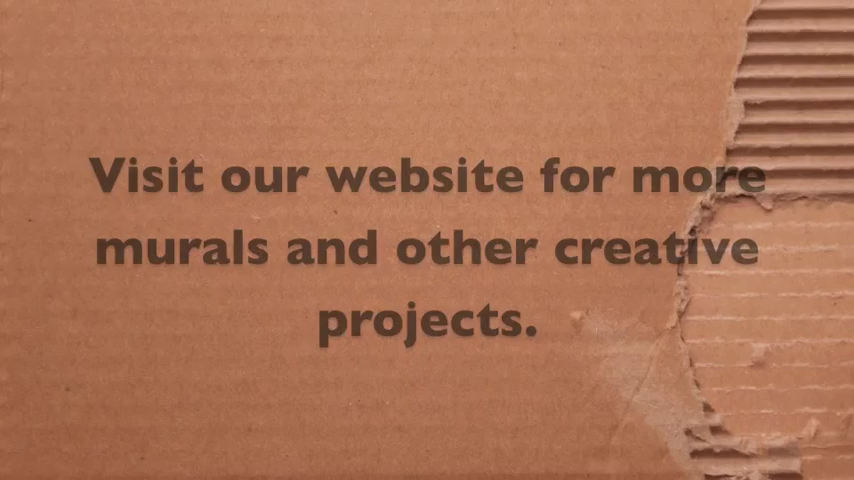 Visit our website for more
murals and other creative
projects.